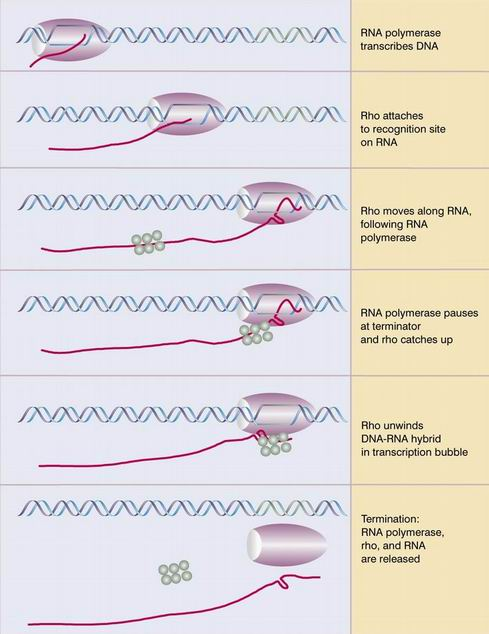 RNA polymerase
transcribes DNA
Rho attaches
to recognition site
on RNA
Rho moves along RNA,
following RNA
polymerase
RNA polymerase pauses
at terminator
and rho catches up
Rho unwinds
DNA-RNA hybrid
in transcription bubble
Termination:
RNA polymerase,
rho, and RNA
are released